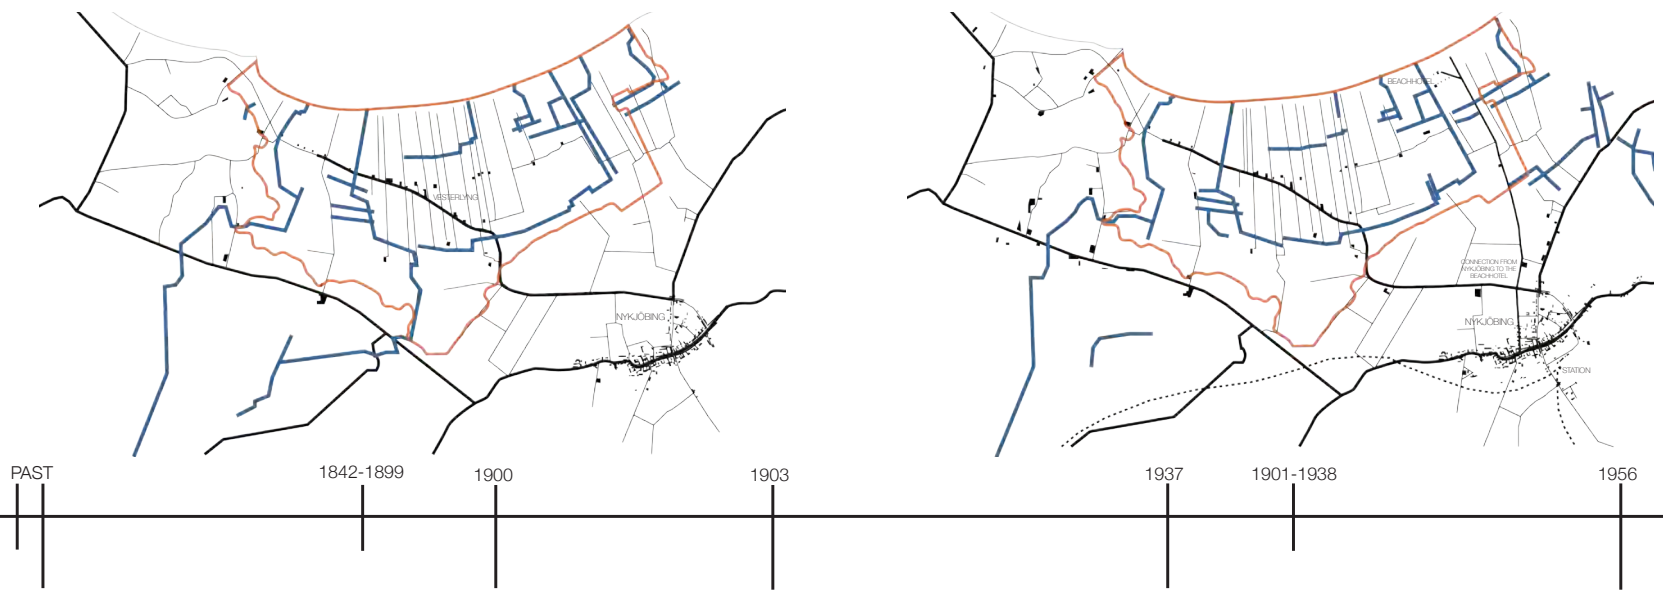 BEACHHOTEL
VESTERLYNG
CONNECTION FROM
NYKJÖBING TO THE
BEACHHOTEL
NYKJÖBING
NYKJÖBING
STATION
PAST
1842-1899
1900
1903
1937
1901-1938
1956